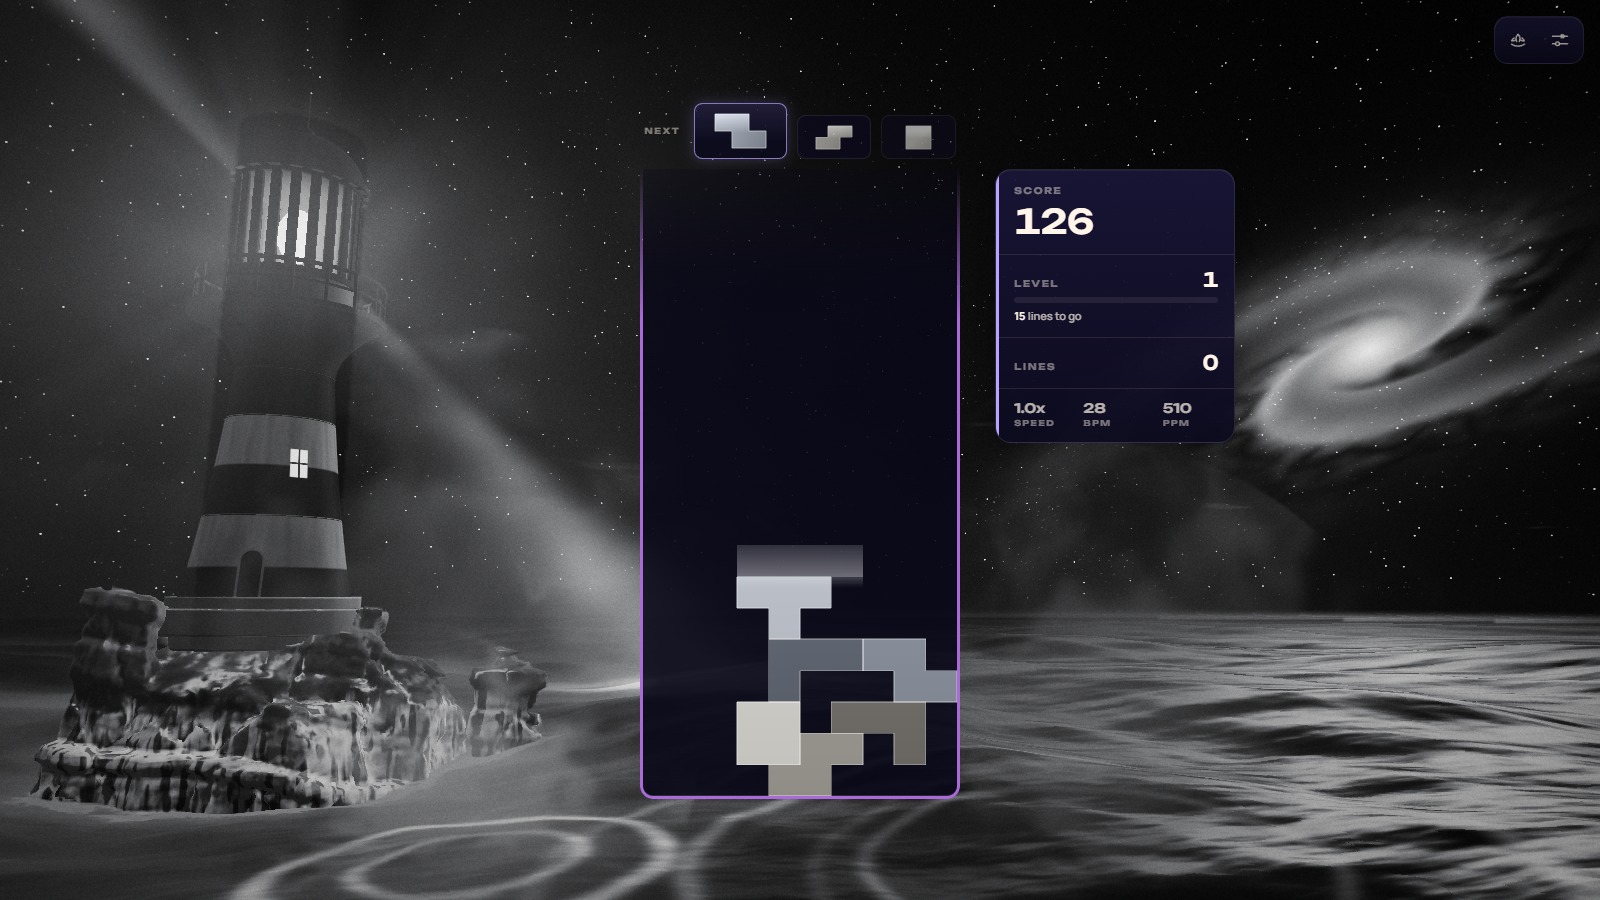 NEXT
SCORE
126
LEVEL 1
15 lines to go
LINES 0
1.0x 28 510
SPEED BPM PPM